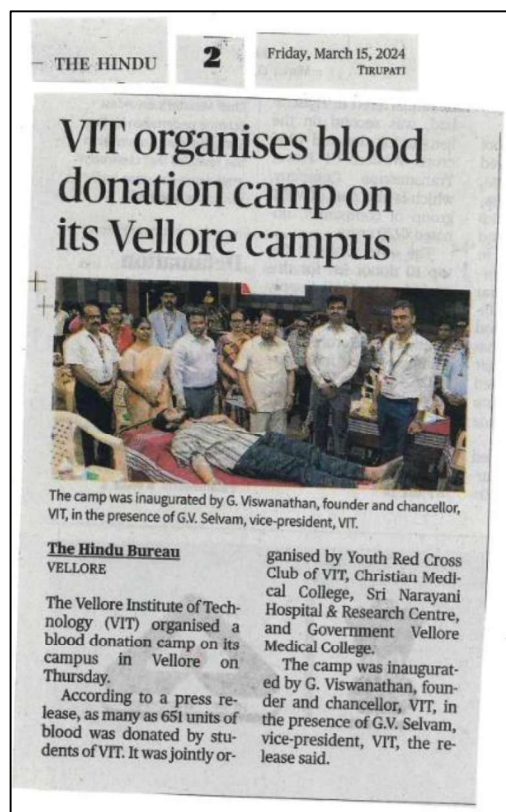 THE HINDU
2
Friday, March 15, 2024
TIRUPATI
VIT organises blood
donation camp on
its Vellore campus
The camp was inaugurated by G. Viswanathan, founder and chancellor,
VIT, in the presence of G.V. Selvam, vice-president, VIT.
The Hindu Bureau
VELLORE
The Vellore Institute of Tech-
nology (VIT) organised a
blood donation camp on its
campus in Vellore on
Thursday.
According to a press re-
lease, as many as 651 units of
blood was donated by stu-
dents of VIT. It was jointly or-
ganised by Youth Red Cross
Club of VIT, Christian Medi-
cal College, Sri Narayani
Hospital & Research Centre,
and Government Vellore
Medical College.
The camp was inaugurat-
ed by G. Viswanathan, foun-
der and chancellor, VIT, in
the presence of G.V. Selvam,
vice-president, VIT, the re-
lease said.